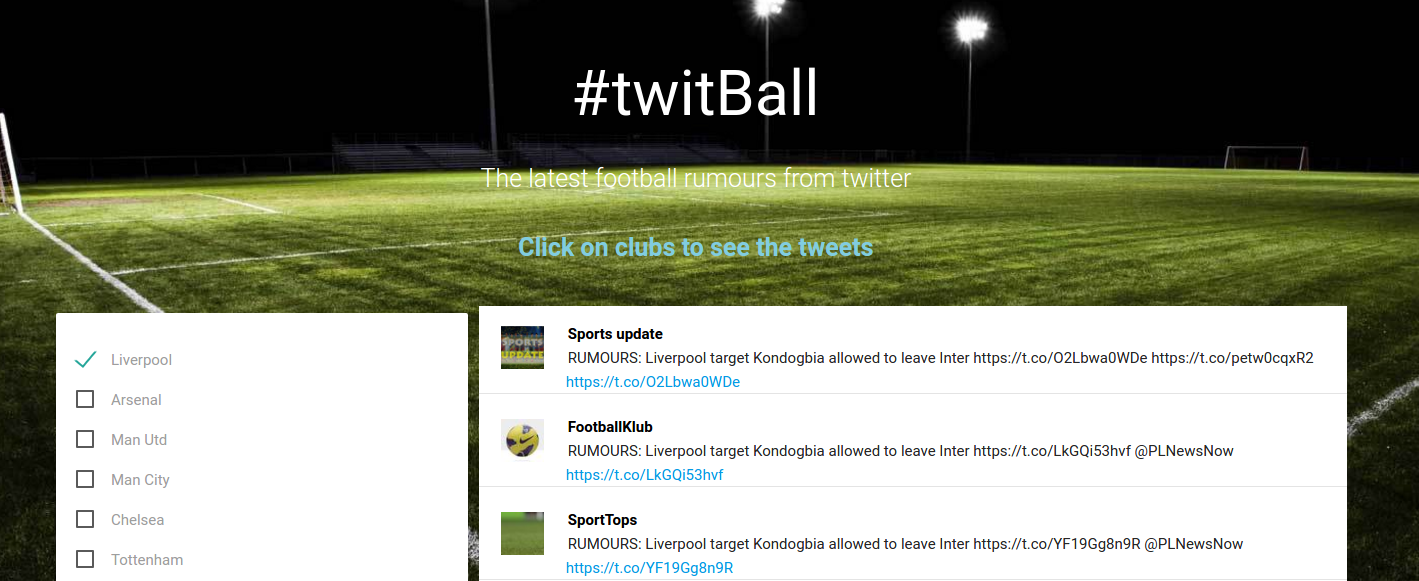 #twitBall
The latest football rumours from twitter
Click on clubs to see the tweets
Liverpool
Arsenal
Man Utd
Man City
Chelsea
Tottenham
SPORTS
UPDATE
Sports update
RUMOURS: Liverpool target Kondogbia allowed to leave Inter https://t.co/O2Lbwa0WDe https://t.co/petw0cqxR2
https://t.co/O2Lbwa0WDe
FootballKlub
RUMOURS: Liverpool target Kondogbia allowed to leave Inter https://t.co/LkGQi53hvf @PLNewsNow
https://t.co/LkGQi53hvf
SportTops
RUMOURS: Liverpool target Kondogbia allowed to leave Inter https://t.co/YF19Gg8n9R @PLNewsNow
https://t.co/YF19Gg8n9R